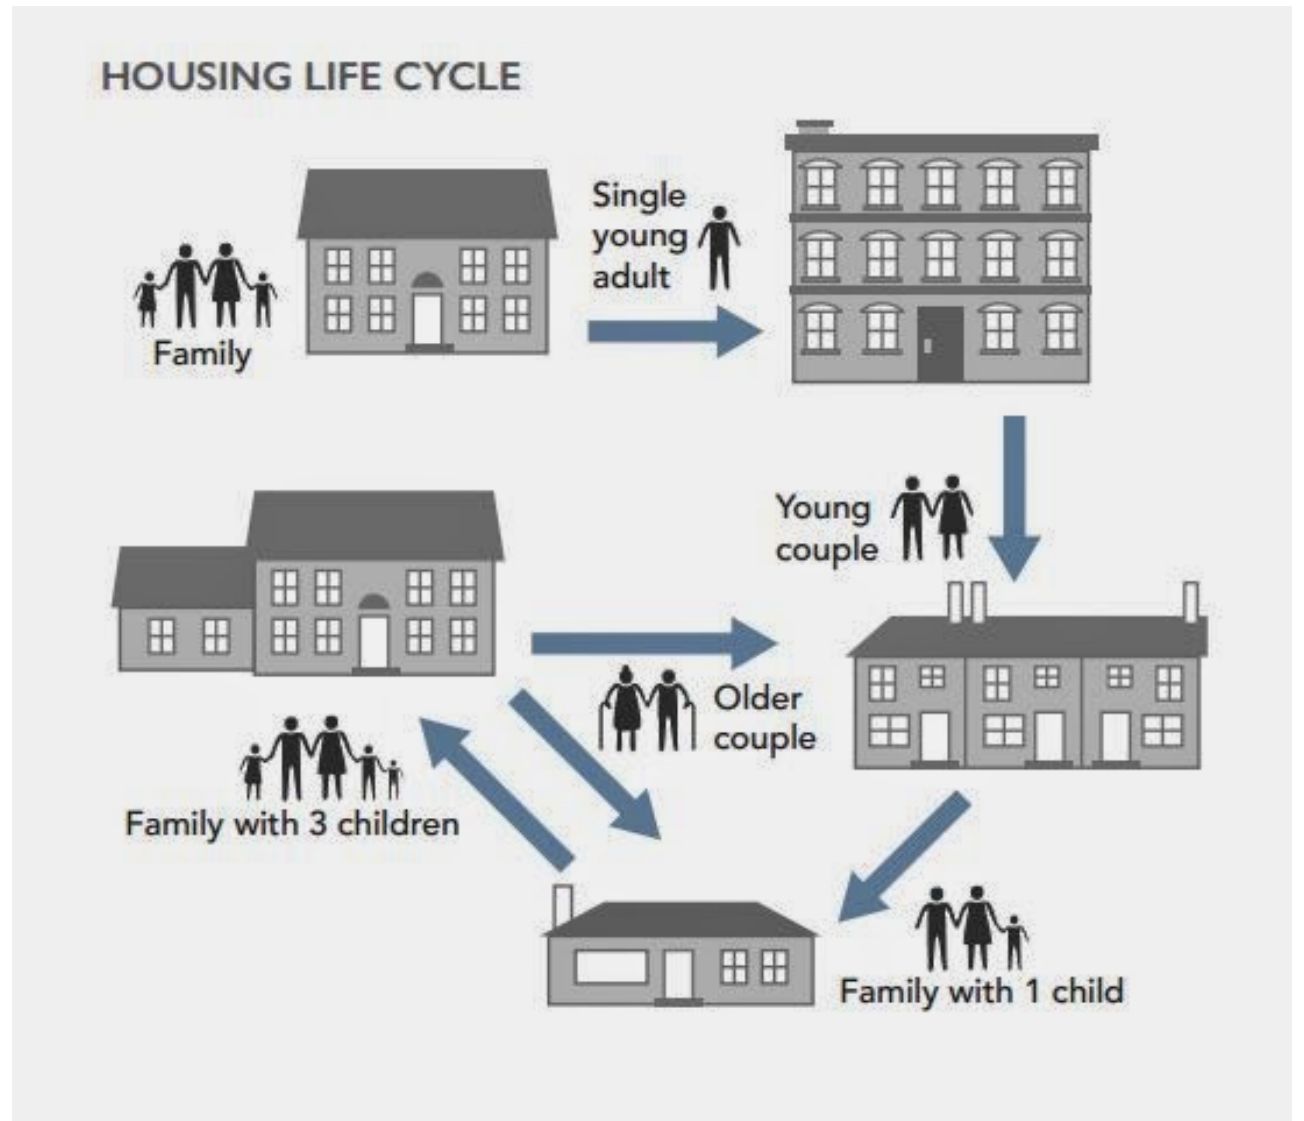 HOUSING LIFE CYCLE
Single
young
adult
Family
Young
couple
Older
couple
Family with 3 children
Family with 1 child